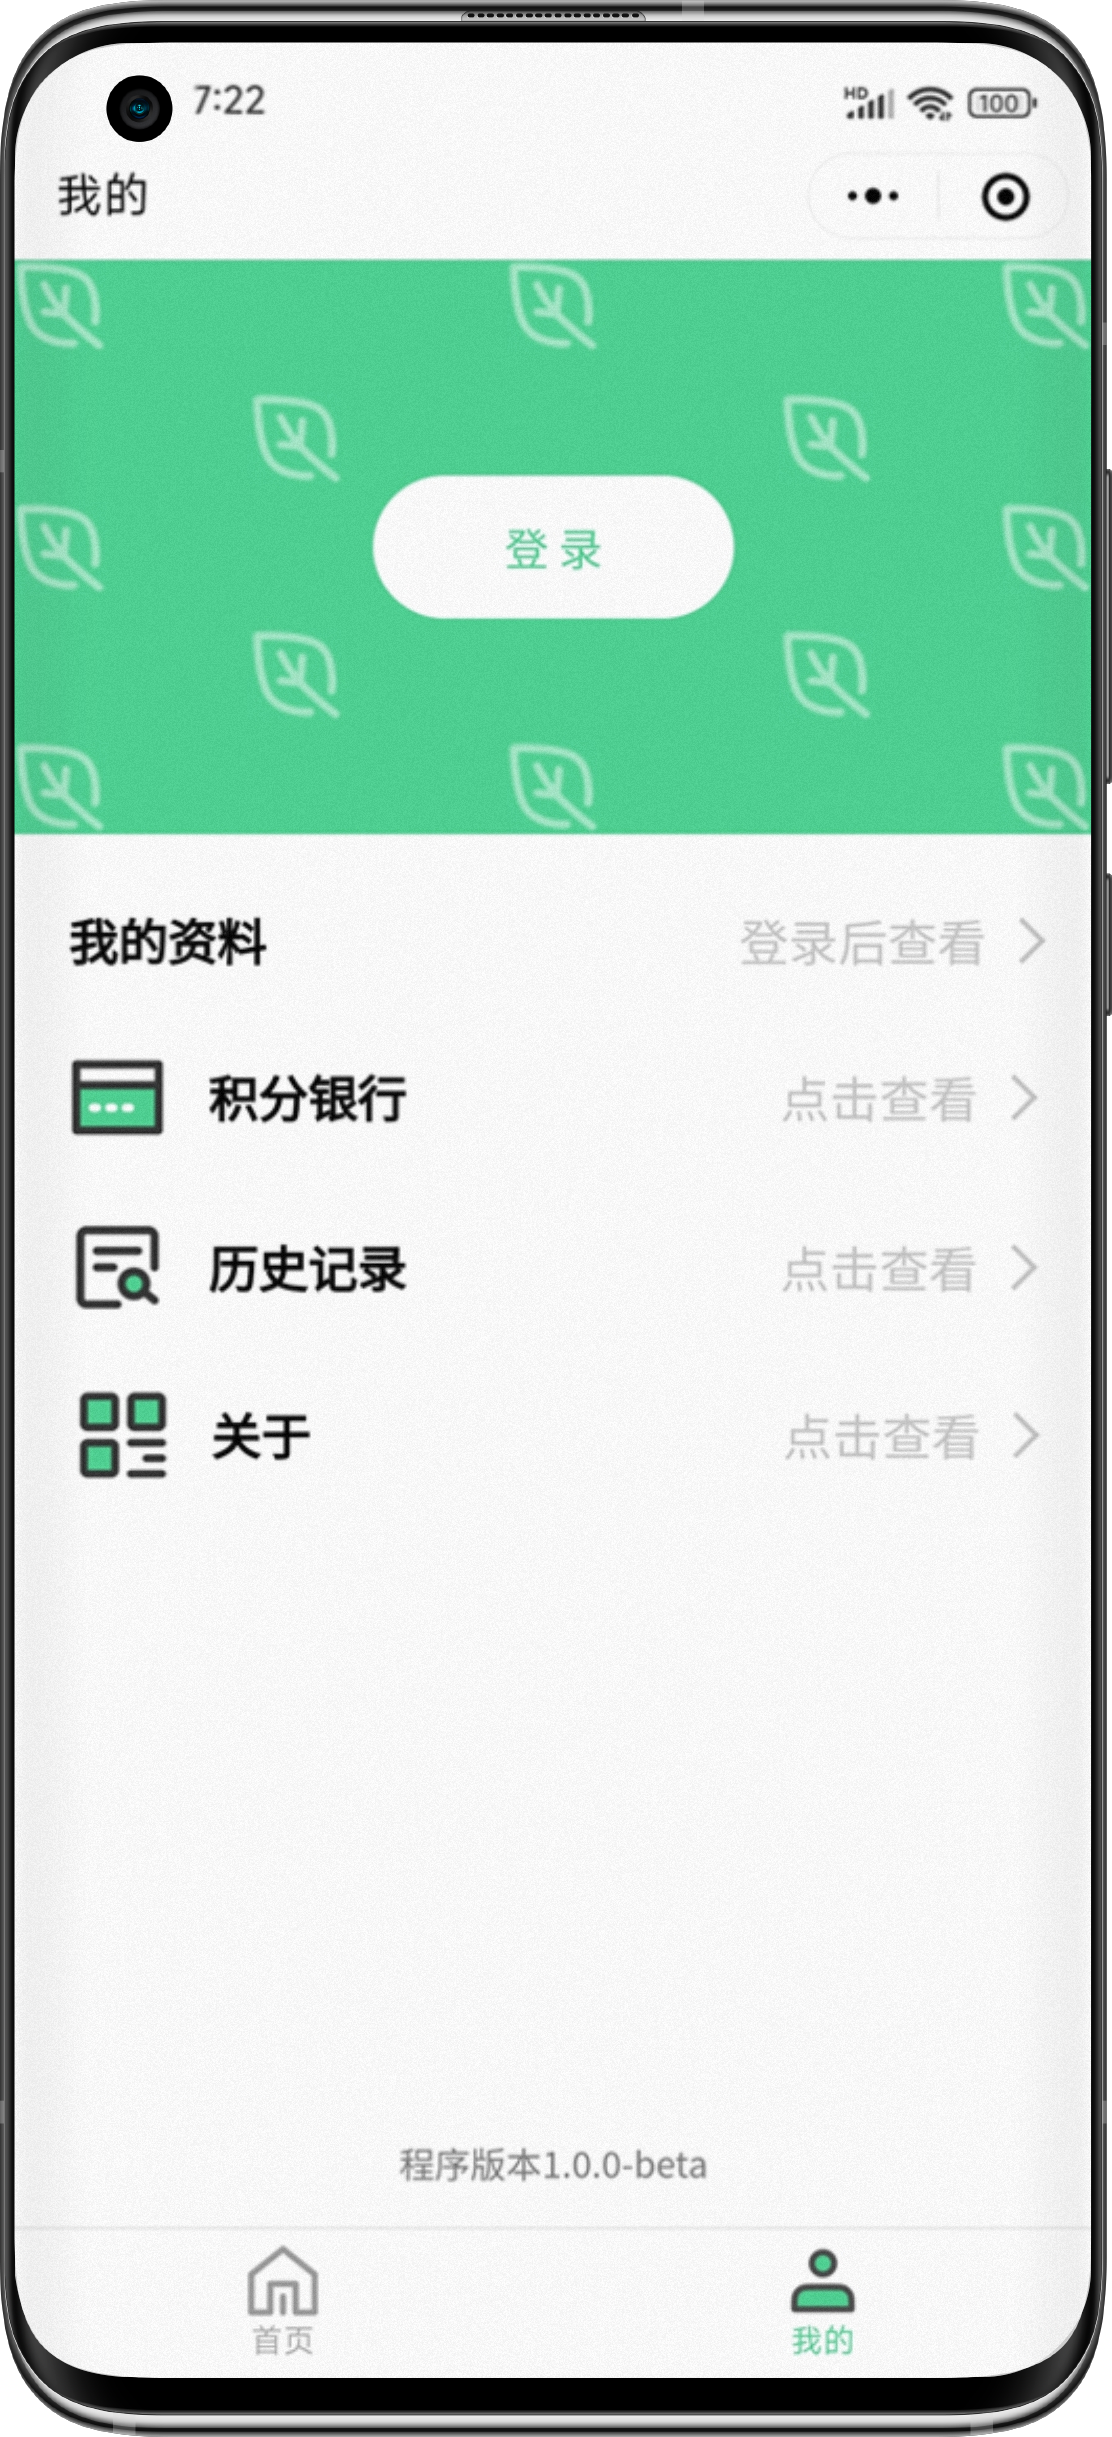 7:22
HD
100
我的
登 录
我的资料 登录后查看
积分银行 点击查看
历史记录 点击查看
关于 点击查看
程序版本1.0.0-beta
首页 我的